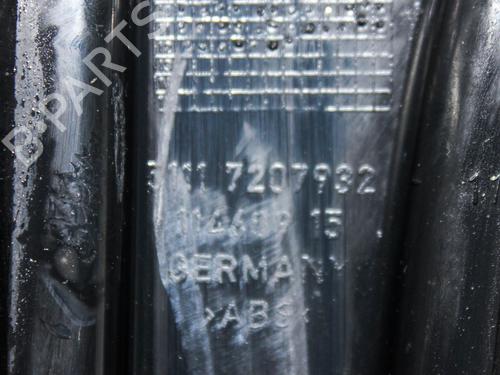 B-PARTS
5111 7207932
114609 15
GERMANY
>ABS<